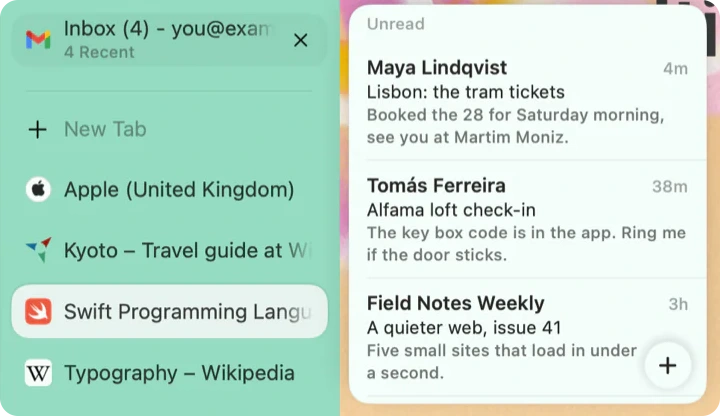 Inbox (4) - you@exam
4 Recent
New Tab
Apple (United Kingdom)
Kyoto – Travel guide at Wi
Swift Programming Langu
Typography – Wikipedia
Unread
Maya Lindqvist 4m
Lisbon: the tram tickets
Booked the 28 for Saturday morning,
see you at Martim Moniz.
Tomás Ferreira 38m
Alfama loft check-in
The key box code is in the app. Ring me
if the door sticks.
Field Notes Weekly 3h
A quieter web, issue 41
Five small sites that load in under
a second.